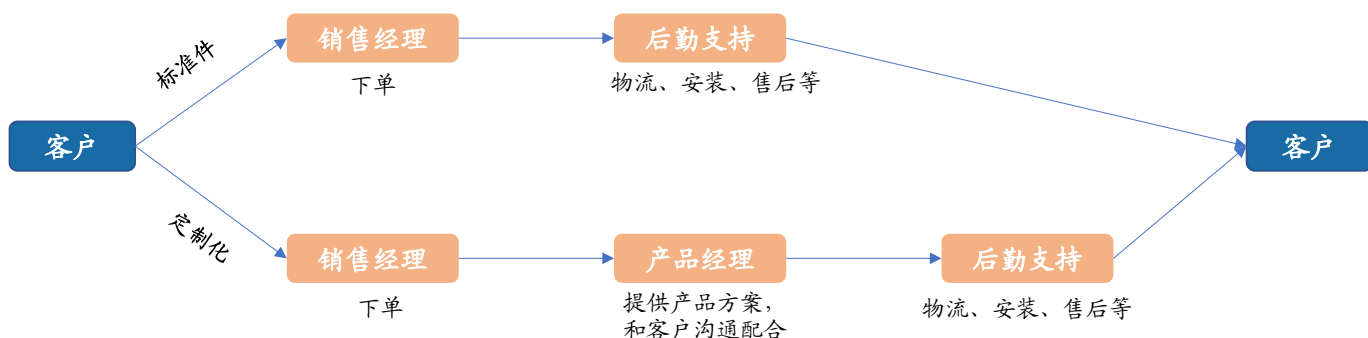 标准件
销售经理
下单
后勤支持
物流、安装、售后等
客户
客户
定制化
销售经理
下单
产品经理
提供产品方案，
和客户沟通配合
后勤支持
物流、安装、售后等